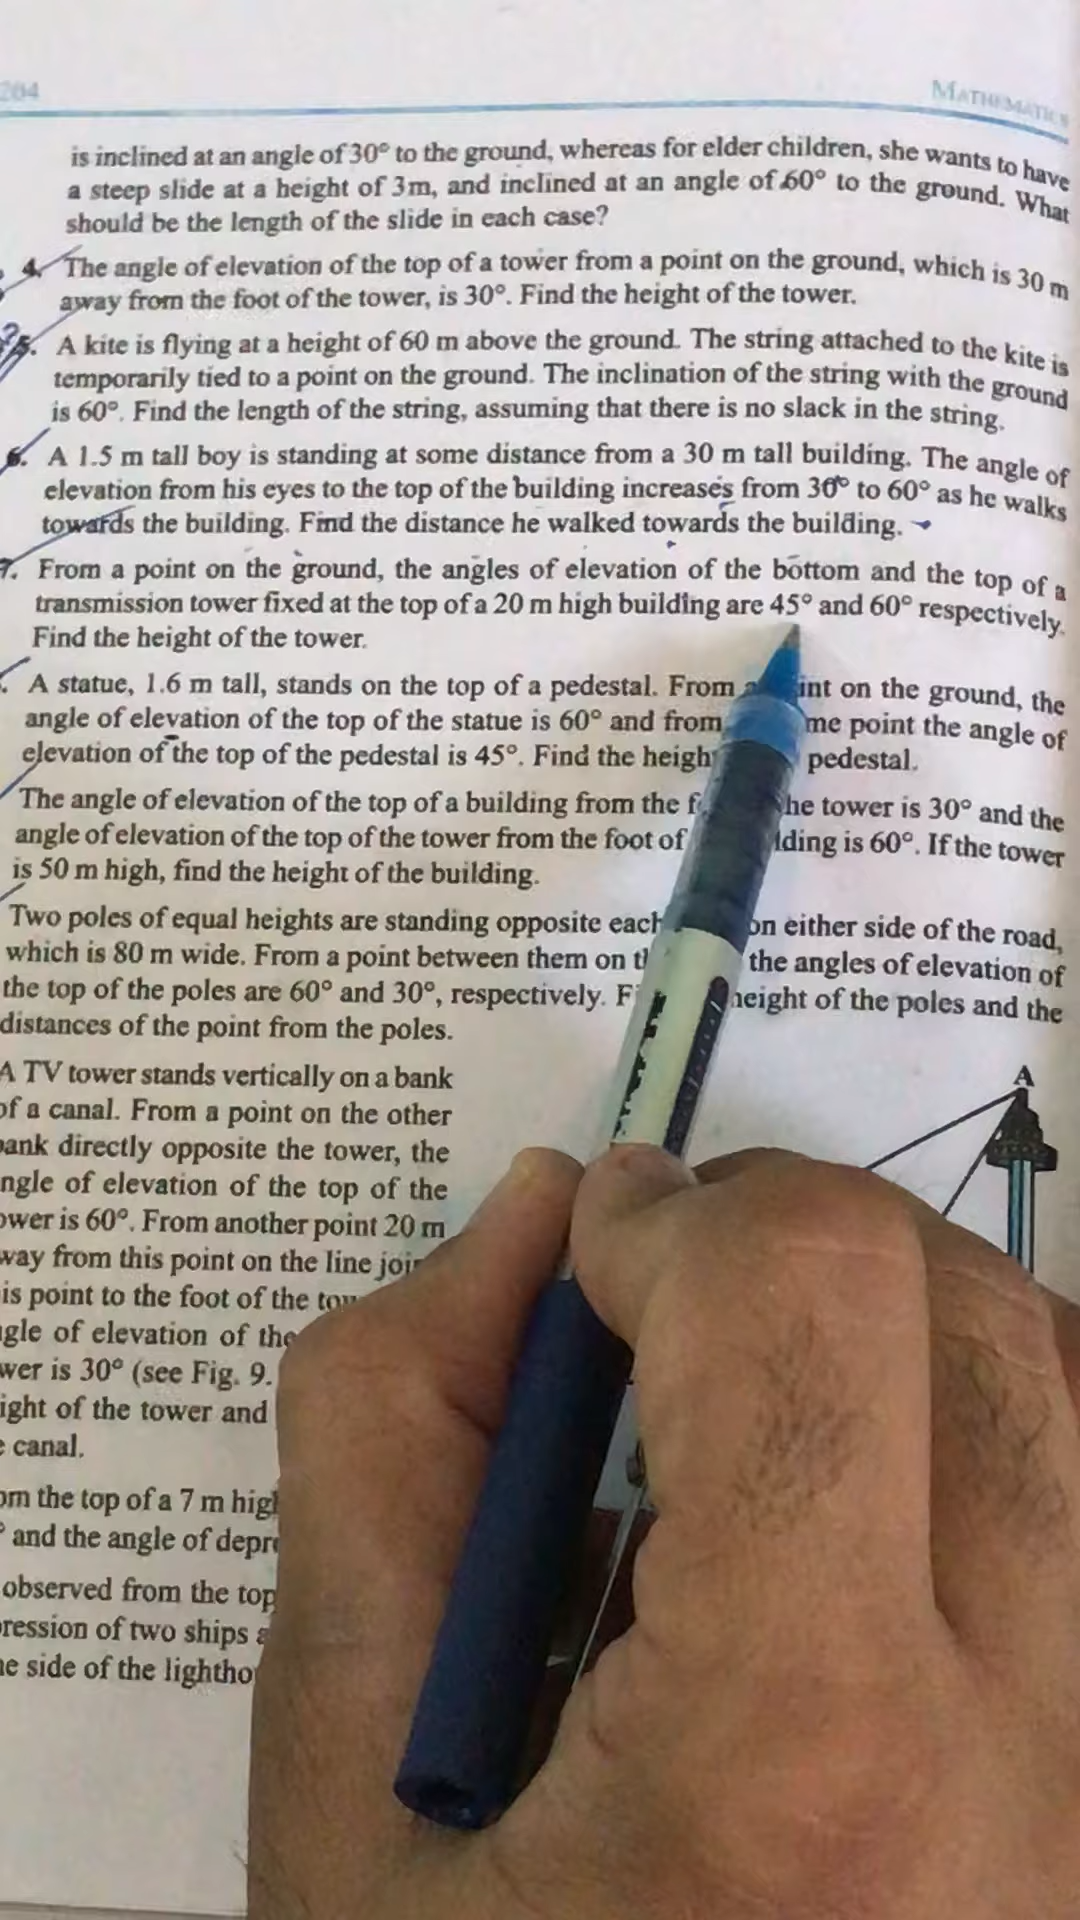 204
MATHEMATICS
is inclined at an angle of 30° to the ground, whereas for elder children, she wants to have
a steep slide at a height of 3m, and inclined at an angle of 60° to the ground. What
should be the length of the slide in each case?
4. The angle of elevation of the top of a tower from a point on the ground, which is 30 m
away from the foot of the tower, is 30°. Find the height of the tower.
5. A kite is flying at a height of 60 m above the ground. The string attached to the kite is
temporarily tied to a point on the ground. The inclination of the string with the ground
is 60°. Find the length of the string, assuming that there is no slack in the string.
6. A 1.5 m tall boy is standing at some distance from a 30 m tall building. The angle of
elevation from his eyes to the top of the building increases from 30° to 60° as he walks
towards the building. Find the distance he walked towards the building.
7. From a point on the ground, the angles of elevation of the bottom and the top of a
transmission tower fixed at the top of a 20 m high building are 45° and 60° respectively.
Find the height of the tower.
A statue, 1.6 m tall, stands on the top of a pedestal. From int on the ground, the
angle of elevation of the top of the statue is 60° and from me point the angle of
elevation of the top of the pedestal is 45°. Find the heigh pedestal.
The angle of elevation of the top of a building from the f he tower is 30° and the
angle of elevation of the top of the tower from the foot of lding is 60°. If the tower
is 50 m high, find the height of the building.
Two poles of equal heights are standing opposite each on either side of the road,
which is 80 m wide. From a point between them on the angles of elevation of
the top of the poles are 60° and 30°, respectively. F height of the poles and the
distances of the point from the poles.
A TV tower stands vertically on a bank
of a canal. From a point on the other
bank directly opposite the tower, the
ngle of elevation of the top of the
ower is 60°. From another point 20 m
way from this point on the line join
is point to the foot of the tow
gle of elevation of the
wer is 30° (see Fig. 9.
ight of the tower and
canal.
om the top of a 7 m high
and the angle of depre
observed from the top
ression of two ships a
e side of the lightho
A